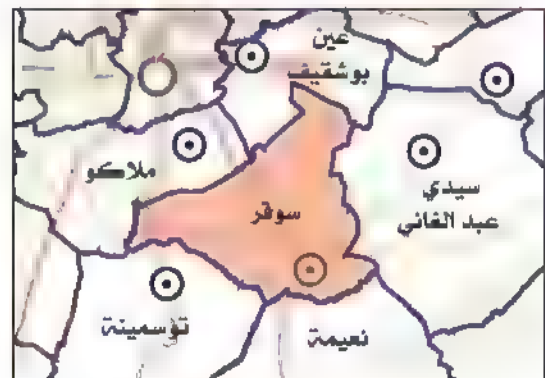 عين
بوشقيف
ملاكو
سيدي
عبد الغاني
سوقر
توسمينة
نعيمة